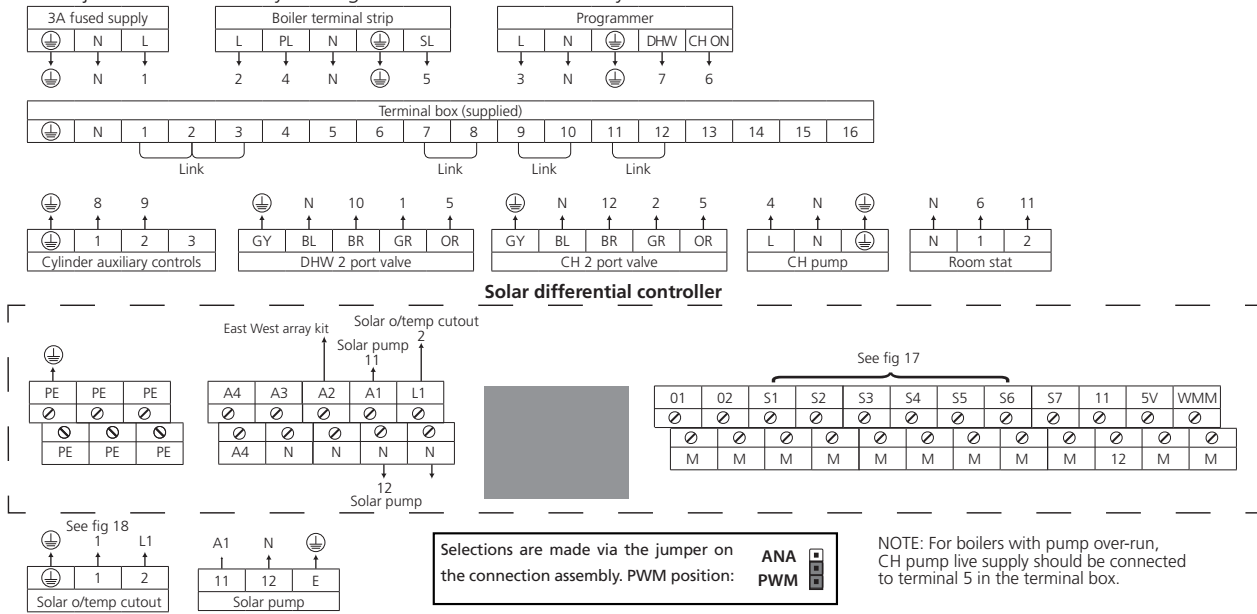 3A fused supply
N L
N 1
Boiler terminal strip
L PL N SL
2 4 N 5
Programmer
L N DHW CH ON
3 N 7 6
Terminal box (supplied)
N 1 2 3 4 5 6 7 8 9 10 11 12 13 14 15 16
Link Link Link Link
8 9
1 2 3
Cylinder auxiliary controls
N 10 1 5
GY BL BR GR OR
DHW 2 port valve
N 12 2 5
GY BL BR GR OR
CH 2 port valve
4 N
L N
CH pump
N 6 11
N 1 2
Room stat
Solar differential controller
PE PE PE
PE PE PE
East West array kit
Solar pump
11
Solar o/temp cutout
2
A4 A3 A2 A1 L1
A4 N N N N
12
Solar pump
See fig 17
01 02 S1 S2 S3 S4 S5 S6 S7 11 5V WMM
M M M M M M M M M 12 M M
See fig 18
1 L1
1 2
Solar o/temp cutout
A1 N
11 12 E
Solar pump
Selections are made via the jumper on
the connection assembly. PWM position:
ANA
PWM
NOTE: For boilers with pump over-run,
CH pump live supply should be connected
to terminal 5 in the terminal box.